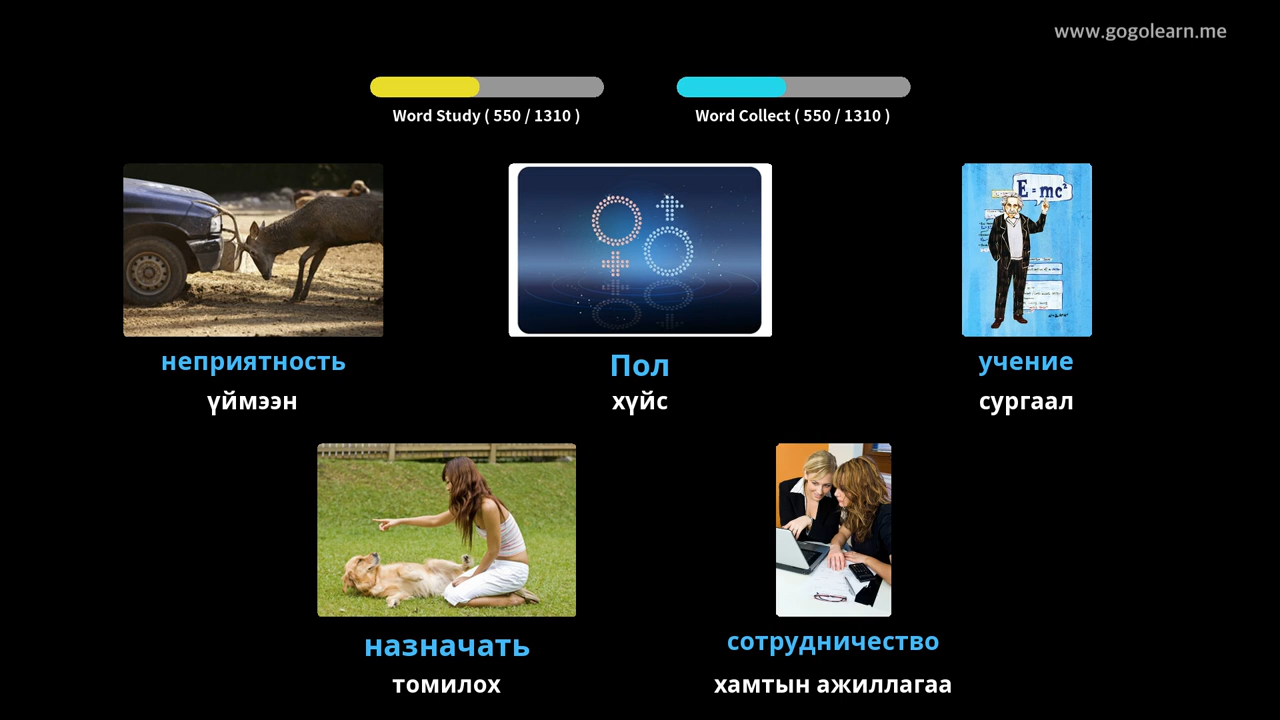 www.gogolearn.me
Word Study ( 550 / 1310 )
Word Collect ( 550 / 1310 )
E=mc²
неприятность
Пол
учение
үймээн
хүйс
сургаал
назначать
сотрудничество
томилох
хамтын ажиллагаа